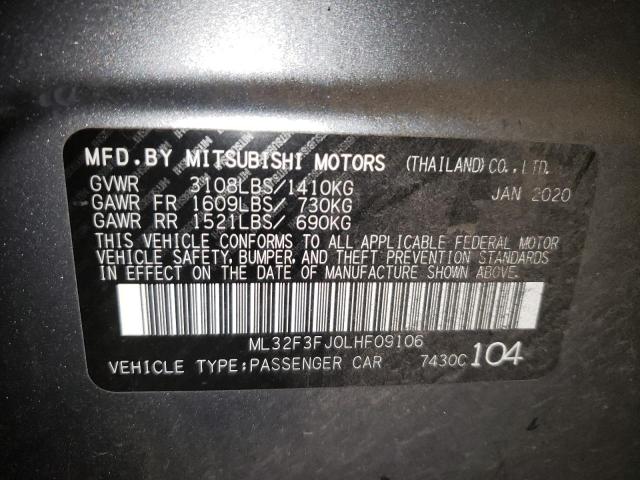 MFD.BY MITSUBISHI MOTORS (THAILAND)CO.,LTD.
GVWR 3108LBS/1410KG JAN 2020
GAWR FR 1609LBS/ 730KG
GAWR RR 1521LBS/ 690KG
THIS VEHICLE CONFORMS TO ALL APPLICABLE FEDERAL MOTOR
VEHICLE SAFETY, BUMPER, AND THEFT PREVENTION STANDARDS
IN EFFECT ON THE DATE OF MANUFACTURE SHOWN ABOVE.
ML32F3FJ0LHF09106
VEHICLE TYPE;PASSENGER CAR 7430C 104